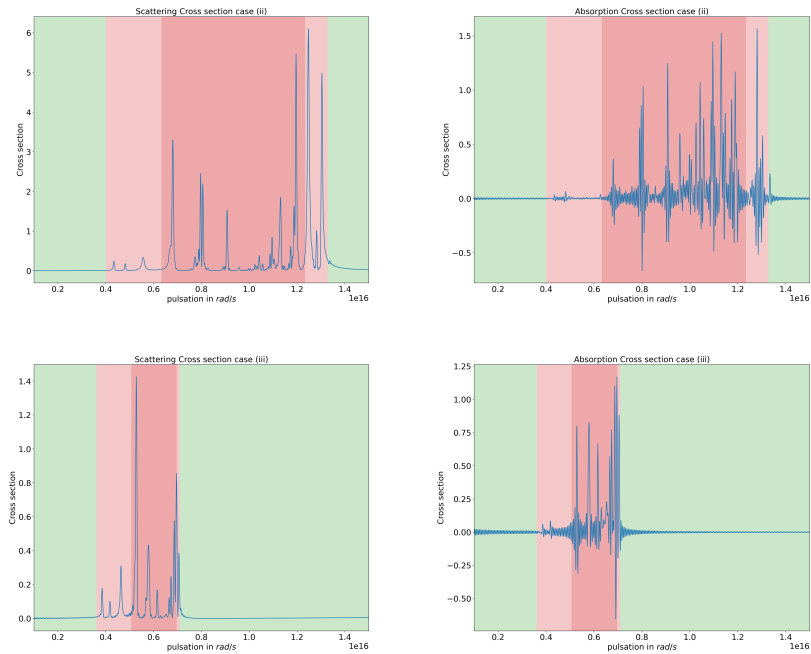 Scattering Cross section case (ii)
Cross section
6
5
4
3
2
1
0
0.2 0.4 0.6 0.8 1.0 1.2 1.4
1e16
pulsation in rad/s
Absorption Cross section case (ii)
Cross section
1.5
1.0
0.5
0.0
−0.5
0.2 0.4 0.6 0.8 1.0 1.2 1.4
1e16
pulsation in rad/s
Scattering Cross section case (iii)
Cross section
1.4
1.2
1.0
0.8
0.6
0.4
0.2
0.0
0.2 0.4 0.6 0.8 1.0 1.2 1.4
1e16
pulsation in rad/s
Absorption Cross section case (iii)
Cross section
1.25
1.00
0.75
0.50
0.25
0.00
−0.25
−0.50
0.2 0.4 0.6 0.8 1.0 1.2 1.4
1e16
pulsation in rad/s